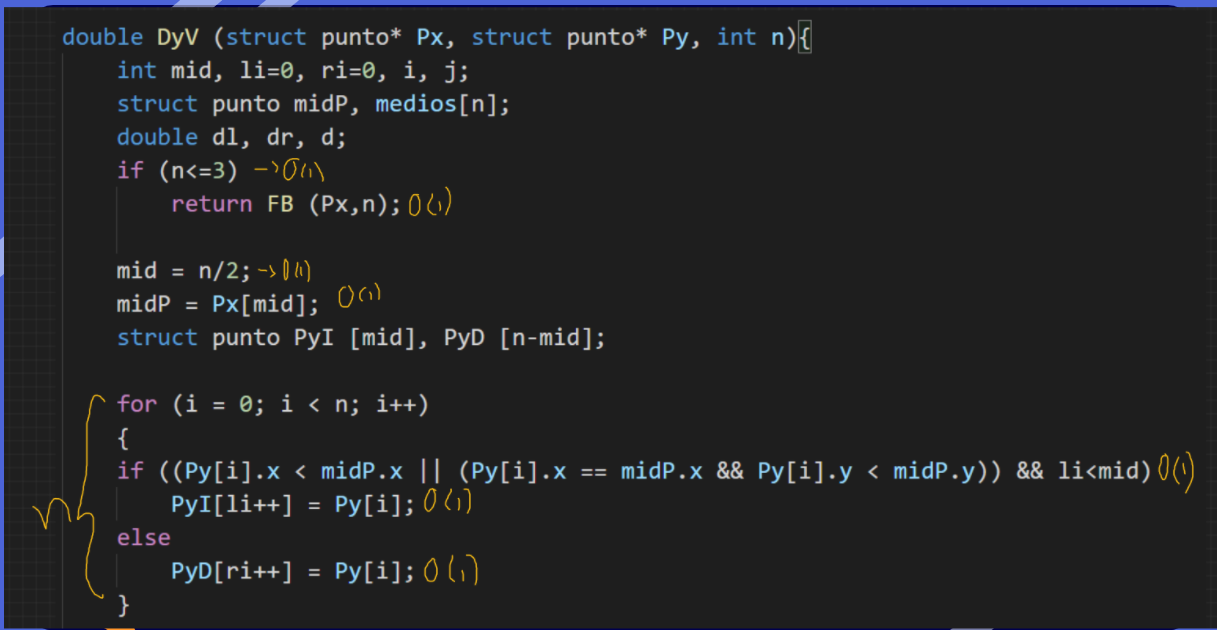 double DyV (struct punto* Px, struct punto* Py, int n){
int mid, li=0, ri=0, i, j;
struct punto midP, medios[n];
double dl, dr, d;
if (n<=3) → O(1)
return FB (Px,n); O(1)
mid = n/2; → O(1)
midP = Px[mid]; O(1)
struct punto PyI [mid], PyD [n-mid];
for (i = 0; i < n; i++)
{
if ((Py[i].x < midP.x || (Py[i].x == midP.x && Py[i].y < midP.y)) && li<mid) O(1)
n PyI[li++] = Py[i]; O(1)
else
PyD[ri++] = Py[i]; O(1)
}